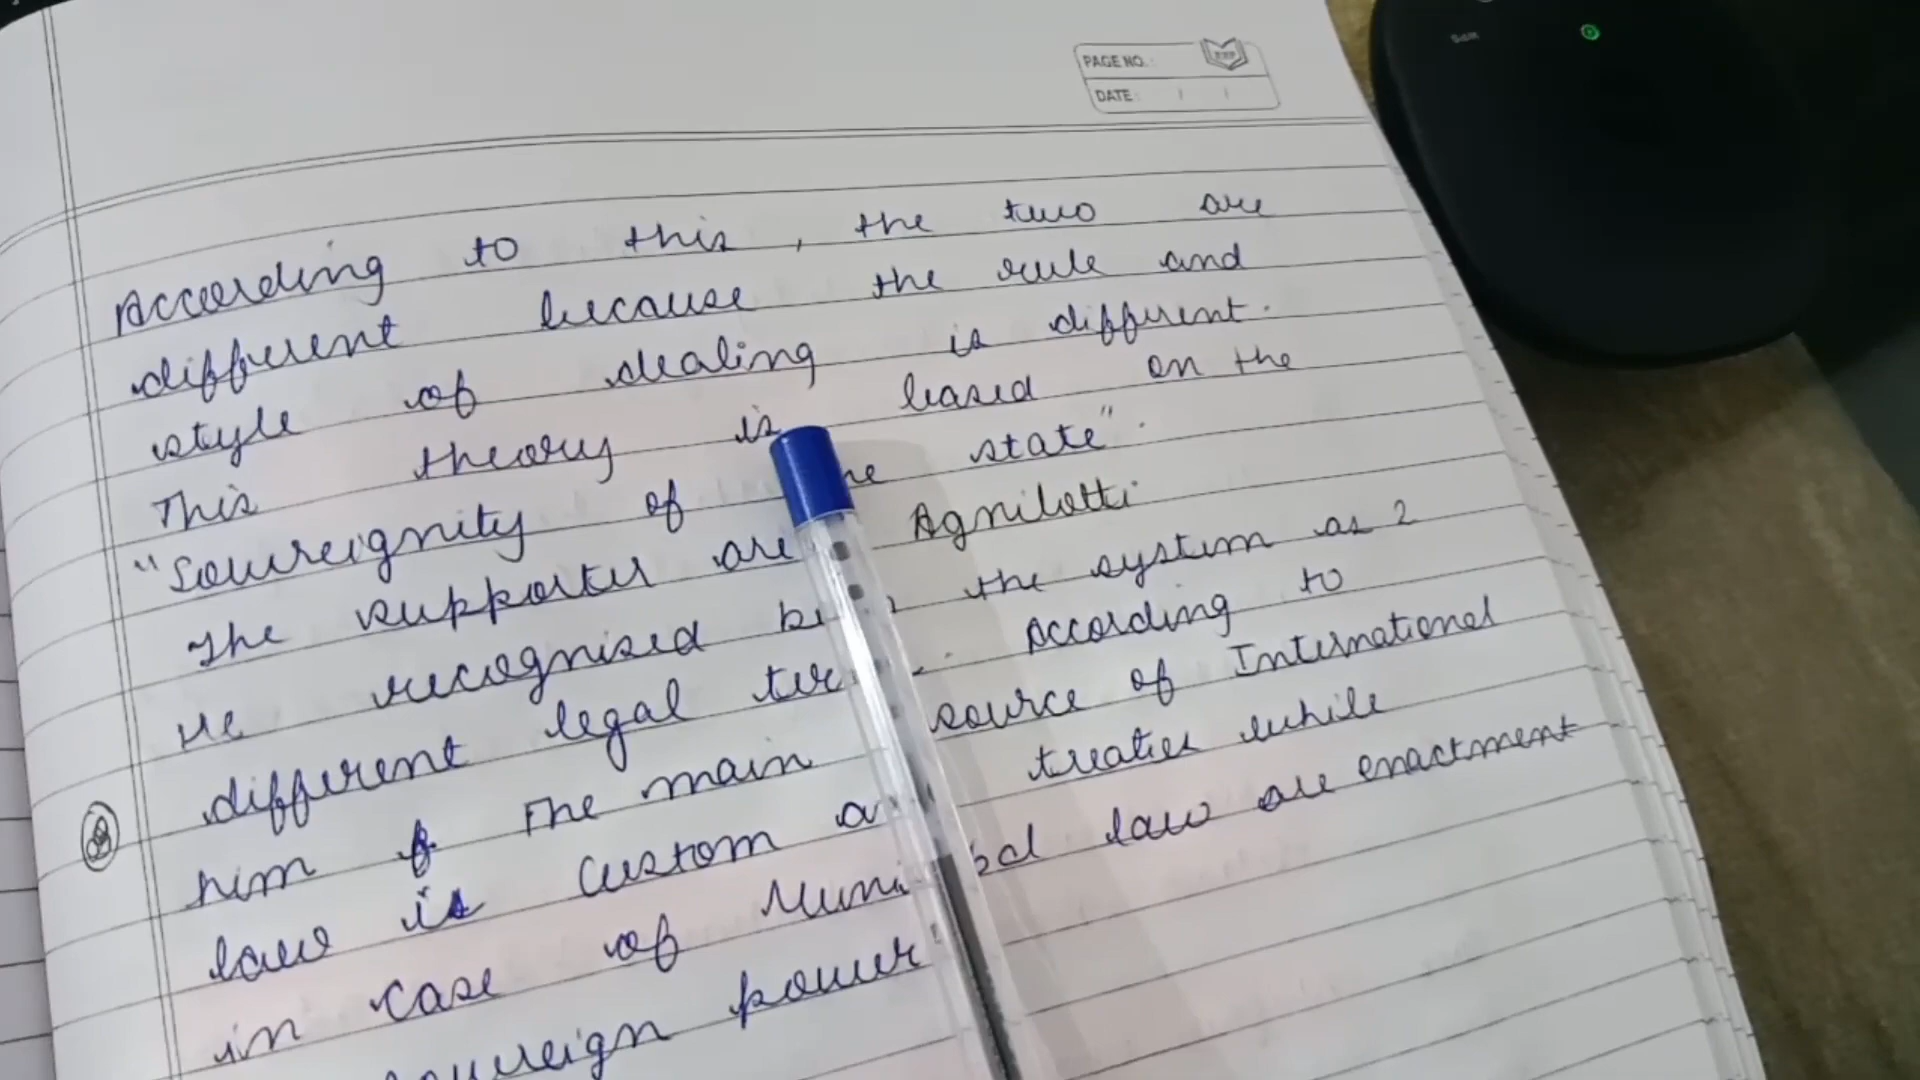 PAGE NO.:
DATE: / /
According to this, the two are
different because the rule and
style of dealing is different.
This theory is based on the
"Sovereignity of state".
The supporter are Agnilotti
He recognised the system as 2
different legal According to
him The main source of International
law is custom treaties while
in case of law are enactment
power